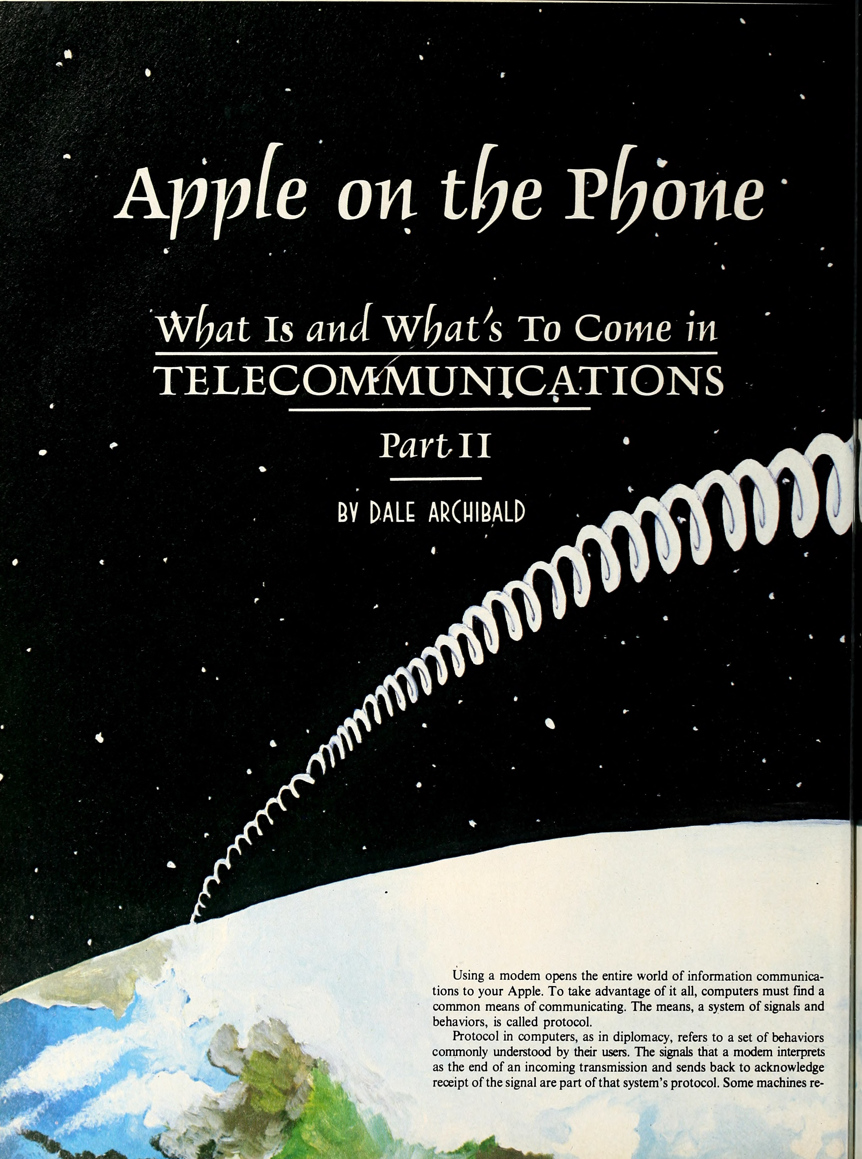 Apple on the Phone
What Is and What's To Come in
TELECOMMUNICATIONS
Part II
BY DALE ARCHIBALD
Using a modem opens the entire world of information communica-
tions to your Apple. To take advantage of it all, computers must find a
common means of communicating. The means, a system of signals and
behaviors, is called protocol.
Protocol in computers, as in diplomacy, refers to a set of behaviors
commonly understood by their users. The signals that a modem interprets
as the end of an incoming transmission and sends back to acknowledge
receipt of the signal are part of that system's protocol. Some machines re-